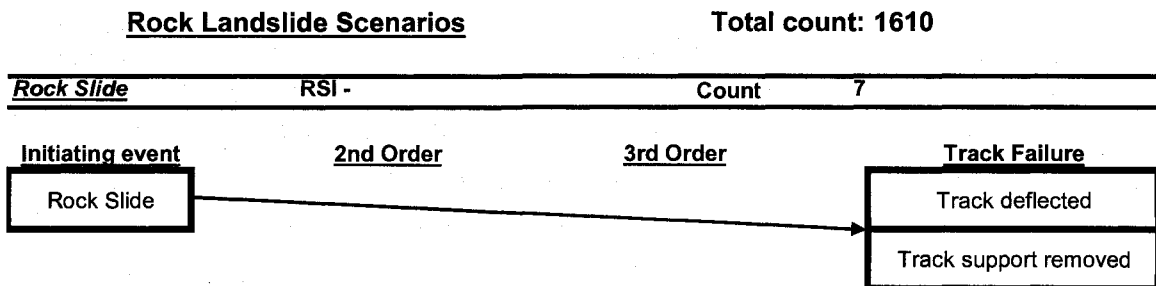 Rock Landslide Scenarios Total count: 1610
Rock Slide RSI - Count 7
Initiating event 2nd Order 3rd Order Track Failure
Rock Slide Track deflected
Track support removed